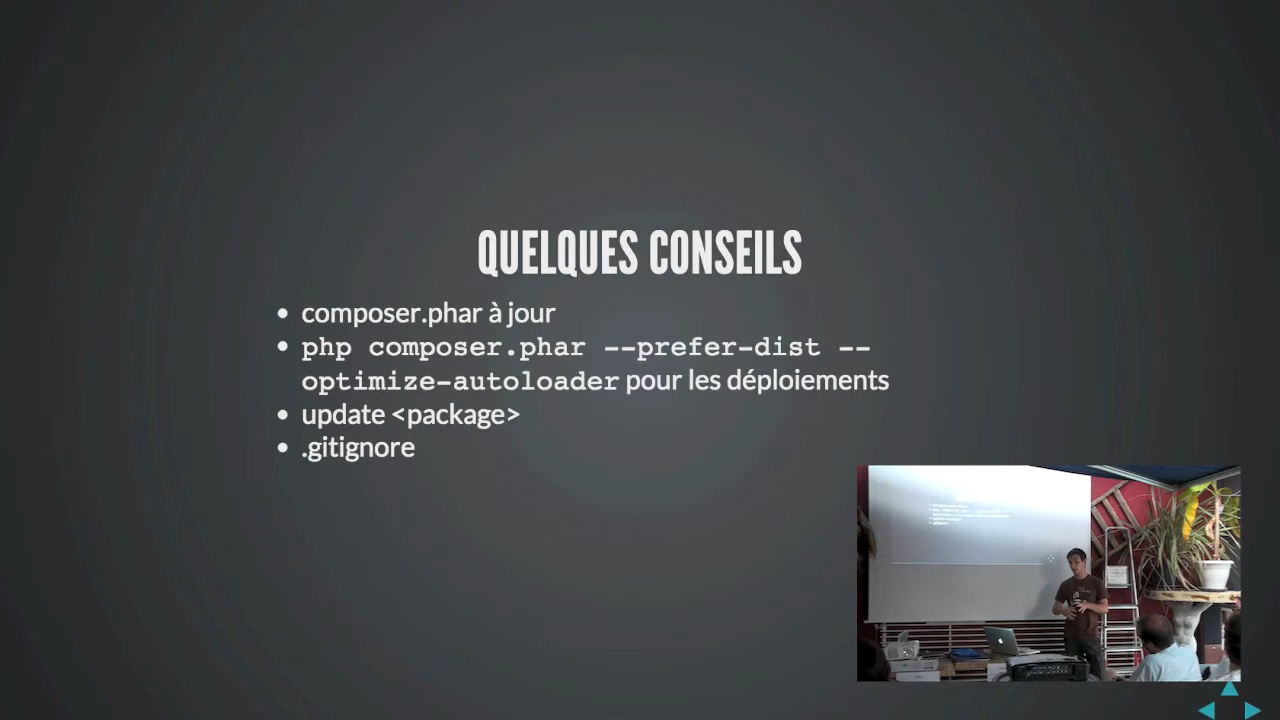 QUELQUES CONSEILS
composer.phar à jour
php composer.phar --prefer-dist --
optimize-autoloader pour les déploiements
update <package>
.gitignore